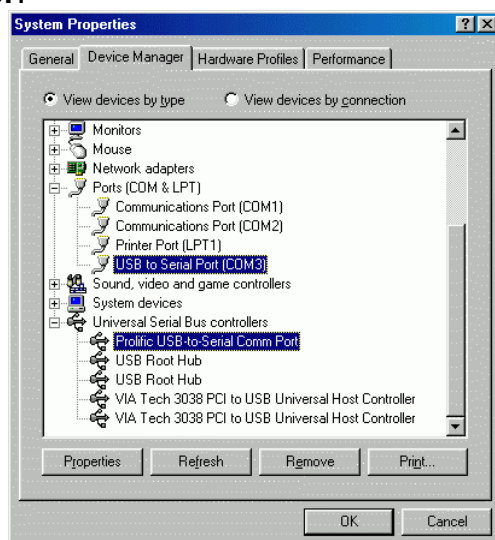 System Properties
General Device Manager Hardware Profiles Performance
View devices by type View devices by connection
Monitors
Mouse
Network adapters
Ports (COM & LPT)
Communications Port (COM1)
Communications Port (COM2)
Printer Port (LPT1)
USB to Serial Port (COM3)
Sound, video and game controllers
System devices
Universal Serial Bus controllers
Prolific USB-to-Serial Comm Port
USB Root Hub
USB Root Hub
VIA Tech 3038 PCI to USB Universal Host Controller
VIA Tech 3038 PCI to USB Universal Host Controller
Properties Refresh Remove Print...
OK Cancel